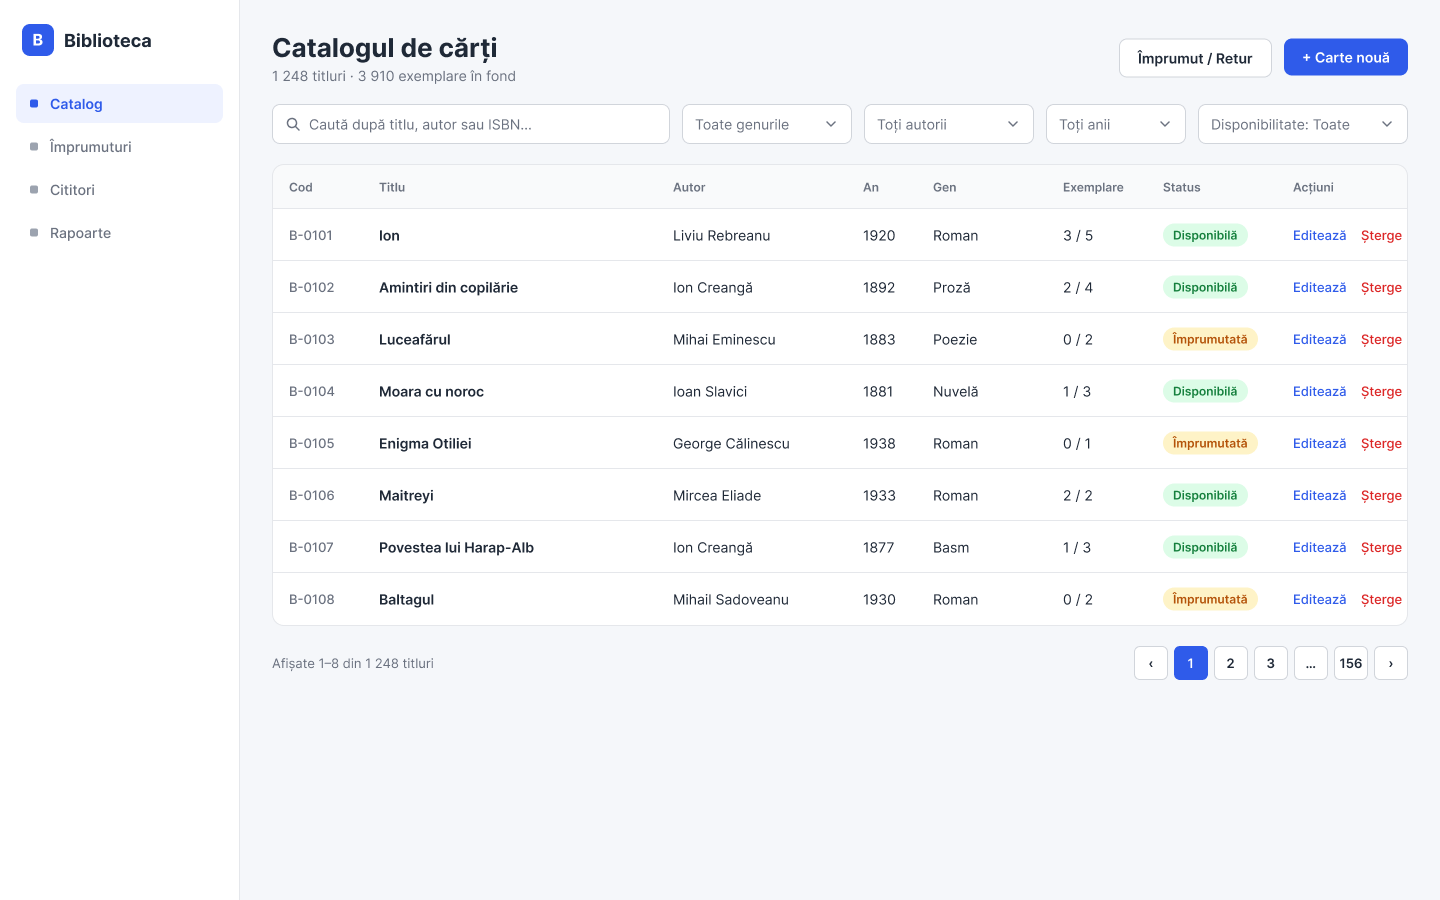 B Biblioteca
Catalog
Împrumuturi
Cititori
Rapoarte
Catalogul de cărți
1 248 titluri · 3 910 exemplare în fond
Împrumut / Retur
+ Carte nouă
Caută după titlu, autor sau ISBN...
Toate genurile
Toți autorii
Toți anii
Disponibilitate: Toate
Cod Titlu Autor An Gen Exemplare Status Acțiuni
B-0101 Ion Liviu Rebreanu 1920 Roman 3 / 5 Disponibilă Editează Șterge
B-0102 Amintiri din copilărie Ion Creangă 1892 Proză 2 / 4 Disponibilă Editează Șterge
B-0103 Luceafărul Mihai Eminescu 1883 Poezie 0 / 2 Împrumutată Editează Șterge
B-0104 Moara cu noroc Ioan Slavici 1881 Nuvelă 1 / 3 Disponibilă Editează Șterge
B-0105 Enigma Otiliei George Călinescu 1938 Roman 0 / 1 Împrumutată Editează Șterge
B-0106 Maitreyi Mircea Eliade 1933 Roman 2 / 2 Disponibilă Editează Șterge
B-0107 Povestea lui Harap-Alb Ion Creangă 1877 Basm 1 / 3 Disponibilă Editează Șterge
B-0108 Baltagul Mihail Sadoveanu 1930 Roman 0 / 2 Împrumutată Editează Șterge
Afișate 1–8 din 1 248 titluri
‹ 1 2 3 ... 156 ›